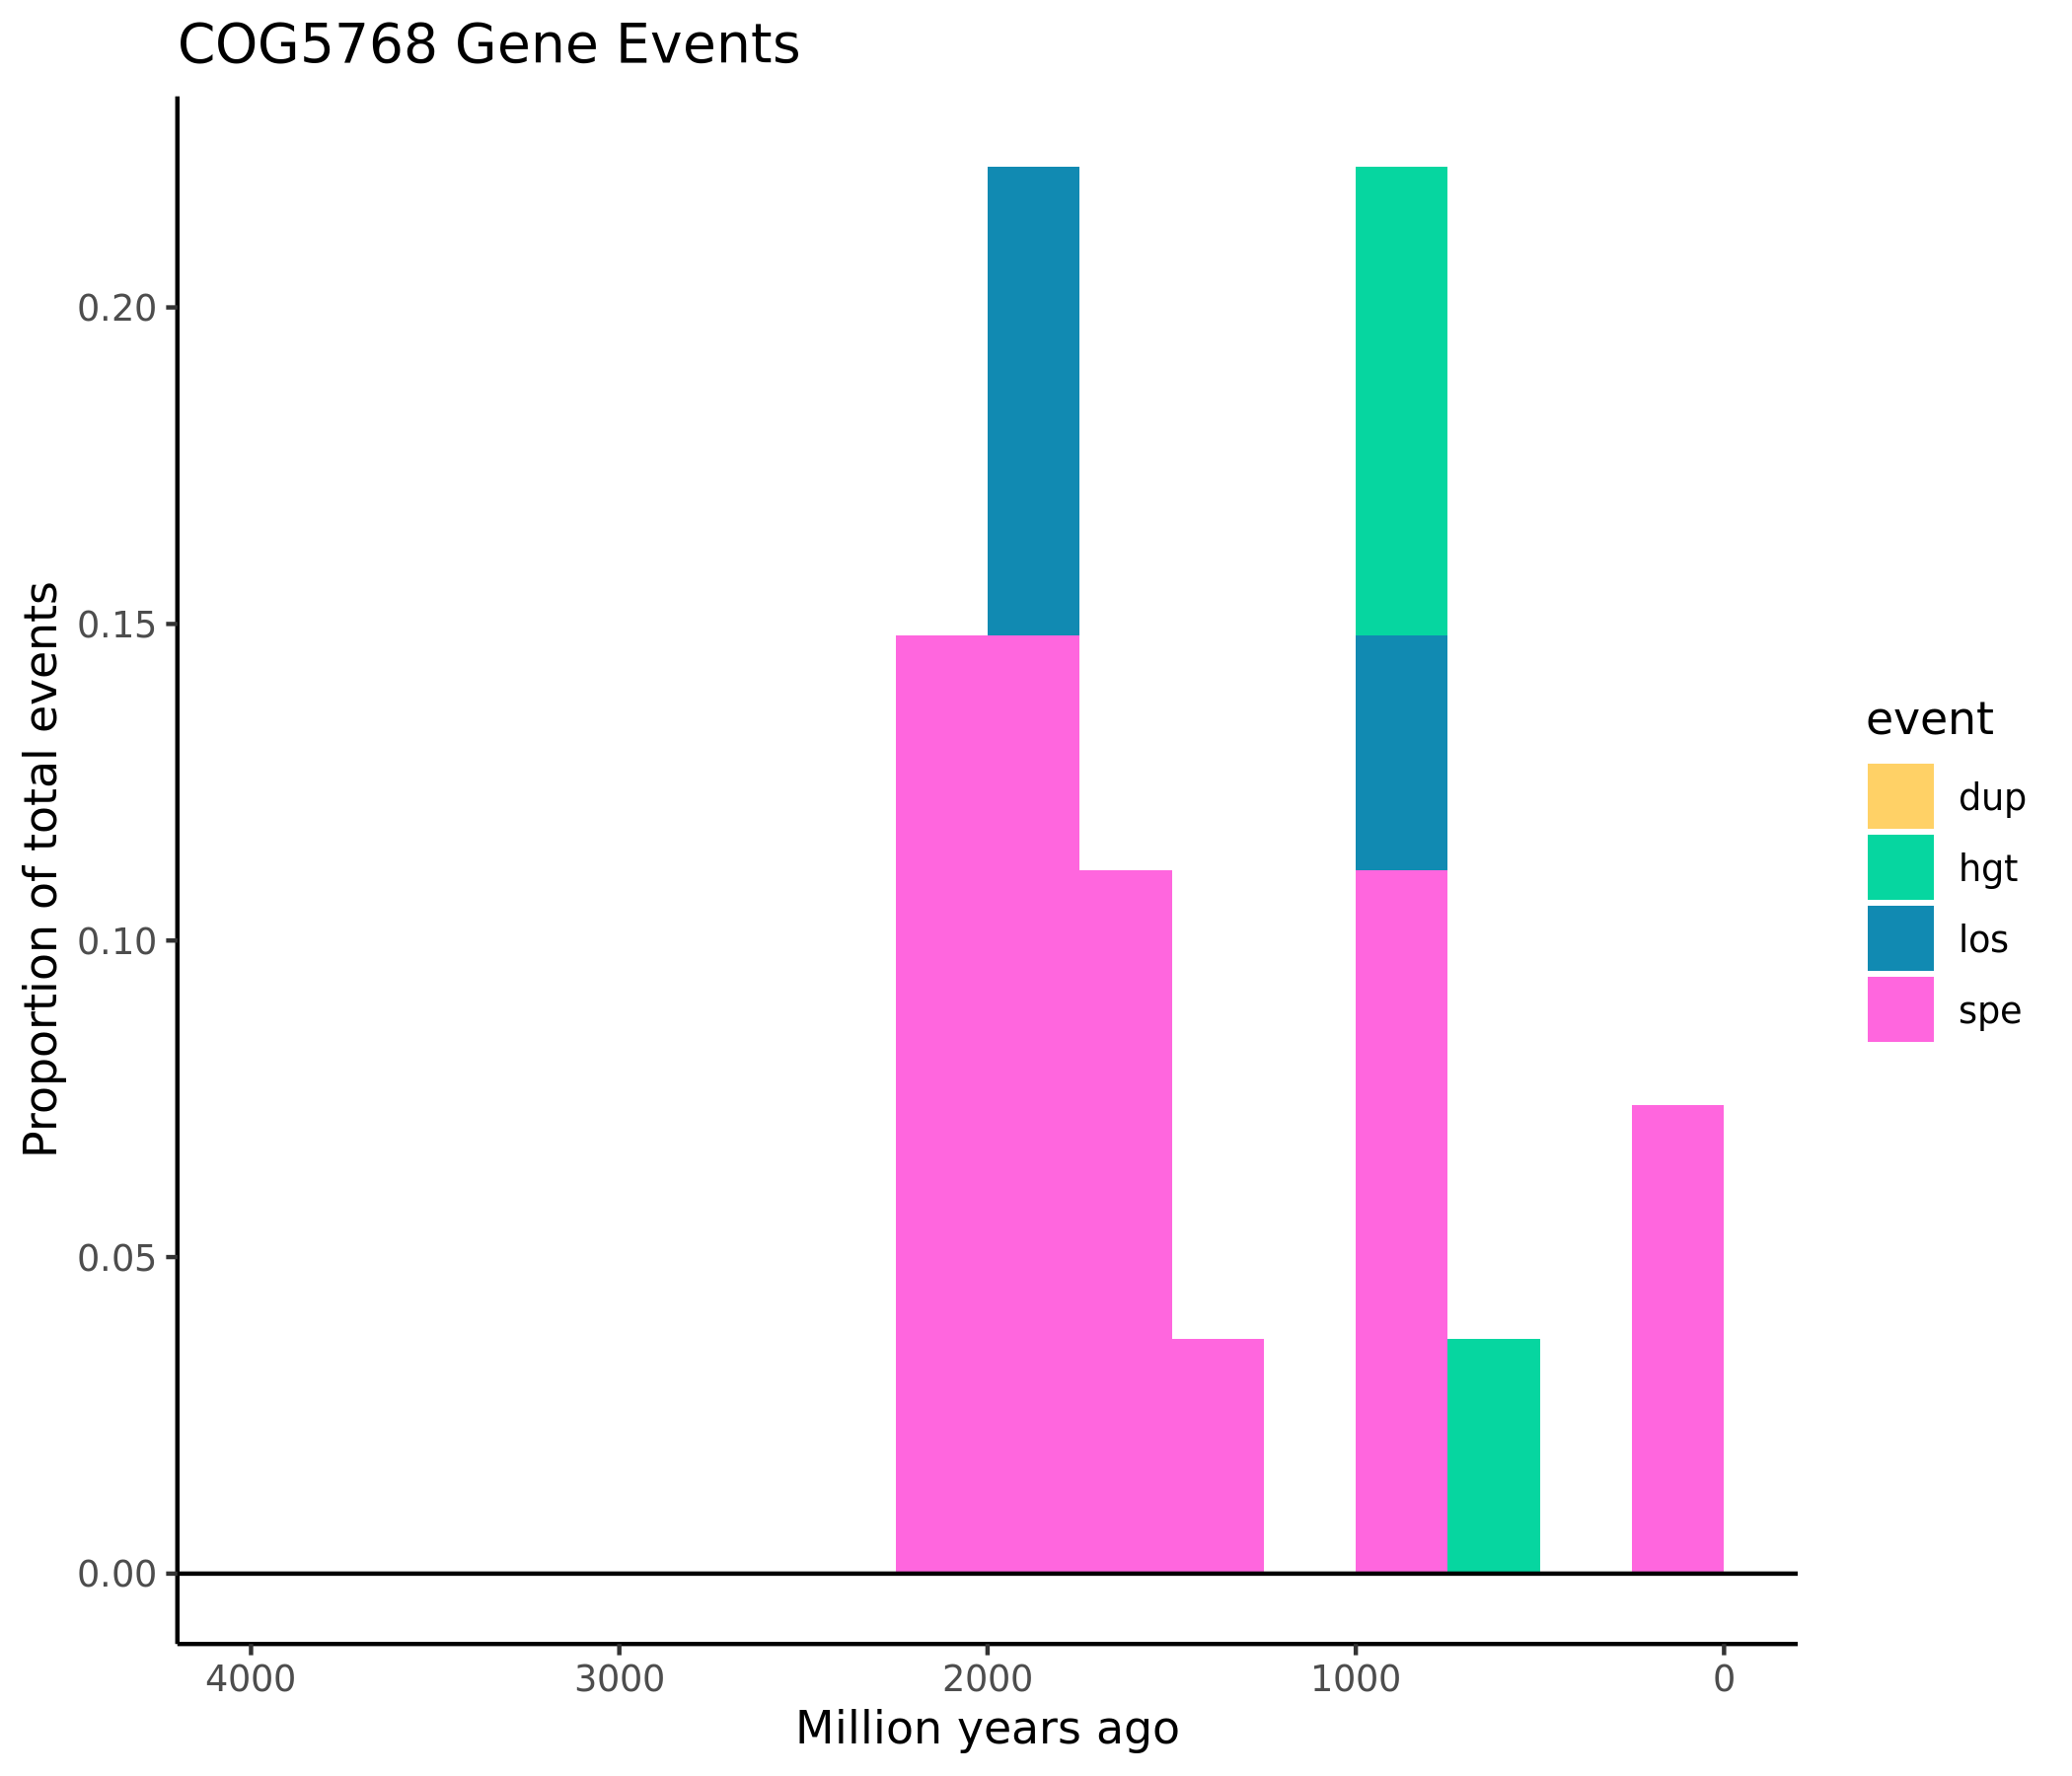 COG5768 Gene Events
Proportion of total events
0.20
0.15
0.10
0.05
0.00
4000 3000 2000 1000 0
Million years ago
event
dup
hgt
los
spe